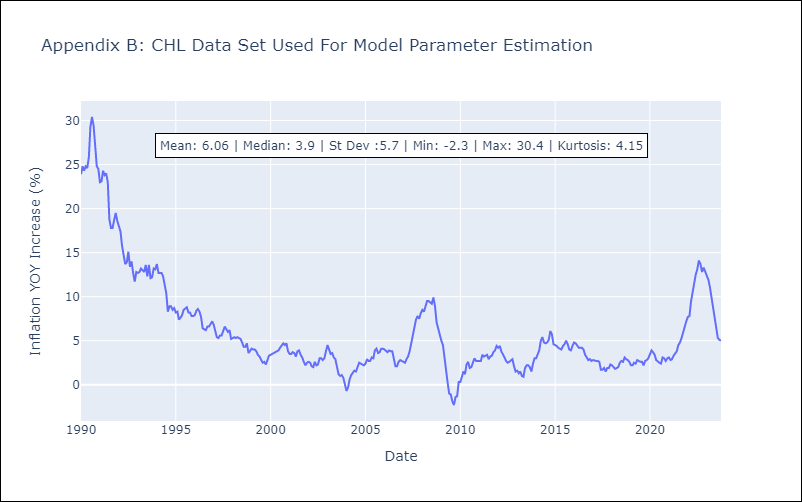 Appendix B: CHL Data Set Used For Model Parameter Estimation
Mean: 6.06 | Median: 3.9 | St Dev :5.7 | Min: -2.3 | Max: 30.4 | Kurtosis: 4.15
Inflation YOY Increase (%)
30
25
20
15
10
5
0
1990 1995 2000 2005 2010 2015 2020
Date